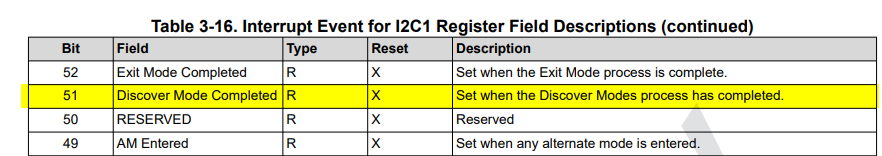 Table 3-16. Interrupt Event for I2C1 Register Field Descriptions (continued)
Bit Field Type Reset Description
52 Exit Mode Completed R X Set when the Exit Mode process is complete.
51 Discover Mode Completed R X Set when the Discover Modes process has completed.
50 RESERVED R X Reserved
49 AM Entered R X Set when any alternate mode is entered.